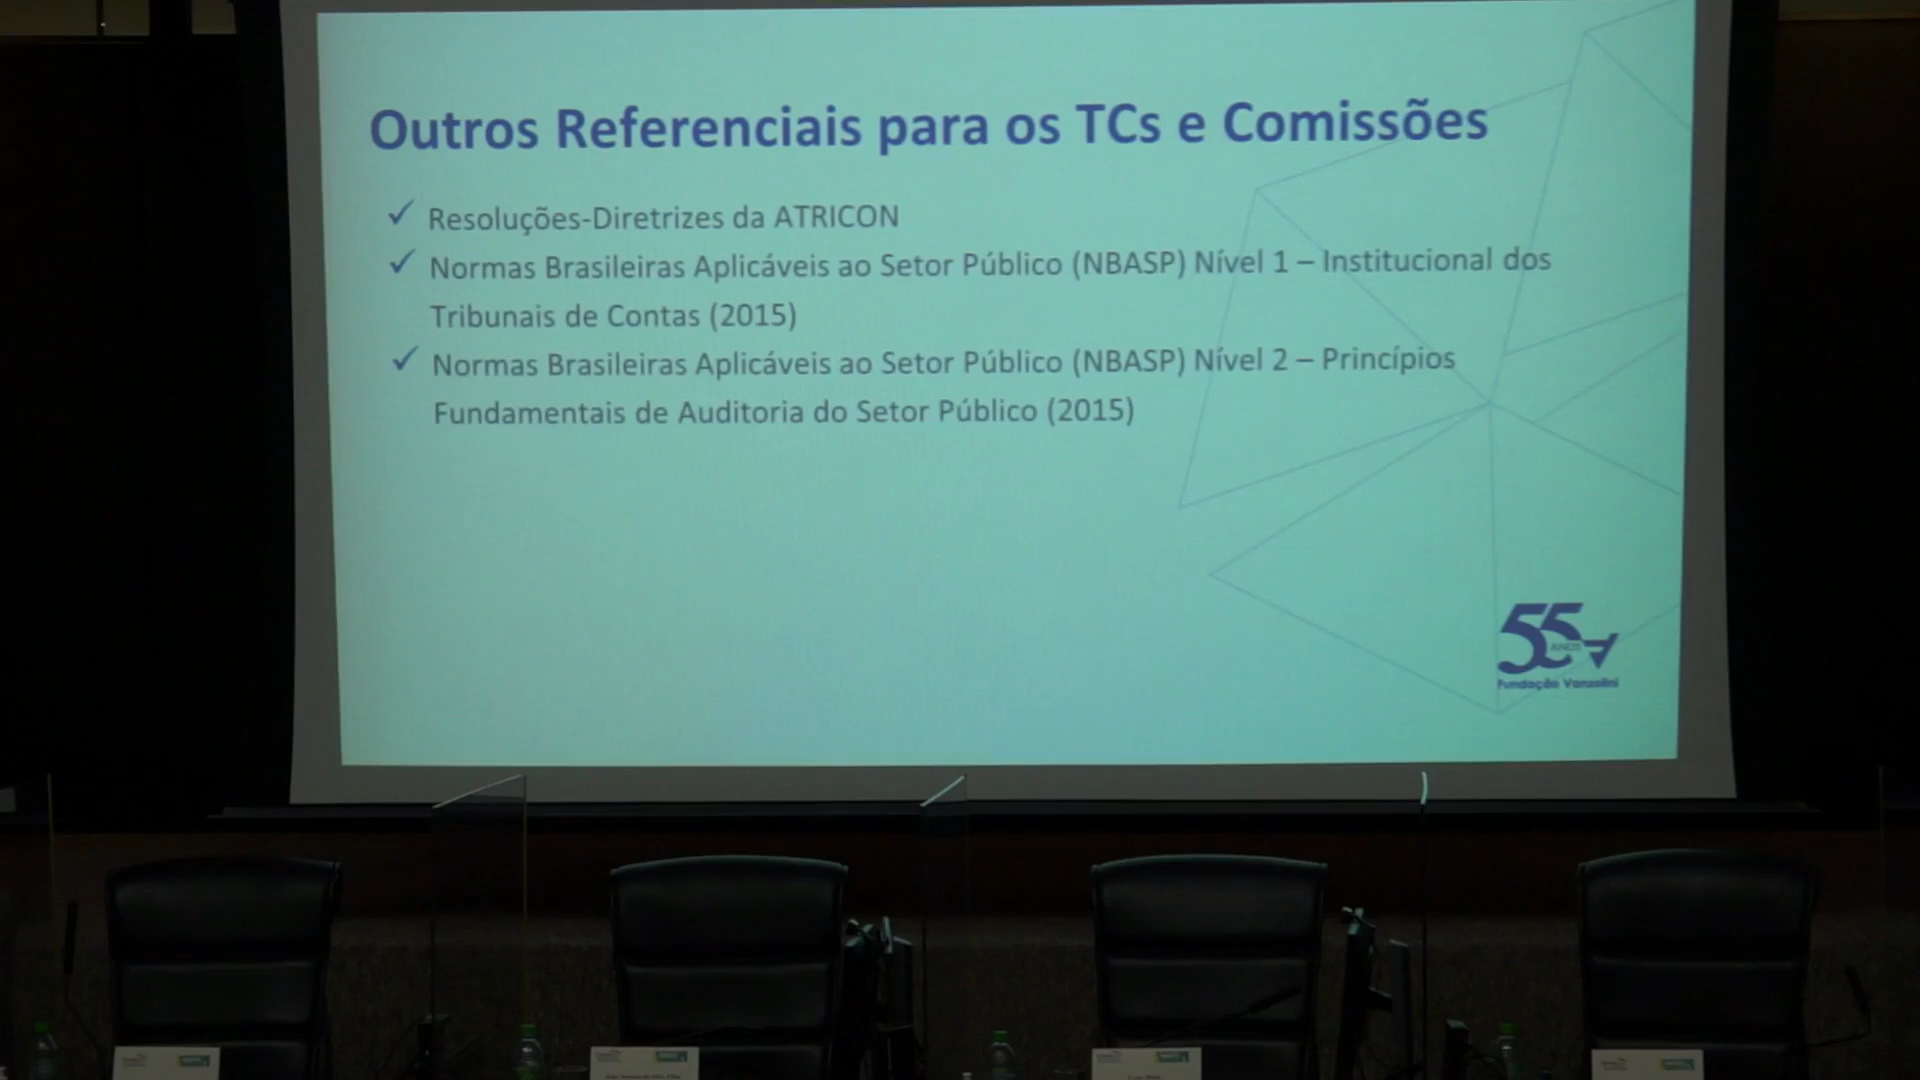 Outros Referenciais para os TCs e Comissões
✓ Resoluções-Diretrizes da ATRICON
✓ Normas Brasileiras Aplicáveis ao Setor Público (NBASP) Nível 1 – Institucional dos
Tribunais de Contas (2015)
✓ Normas Brasileiras Aplicáveis ao Setor Público (NBASP) Nível 2 – Princípios
Fundamentais de Auditoria do Setor Público (2015)
55
ANOS
Fundação Vanzolini